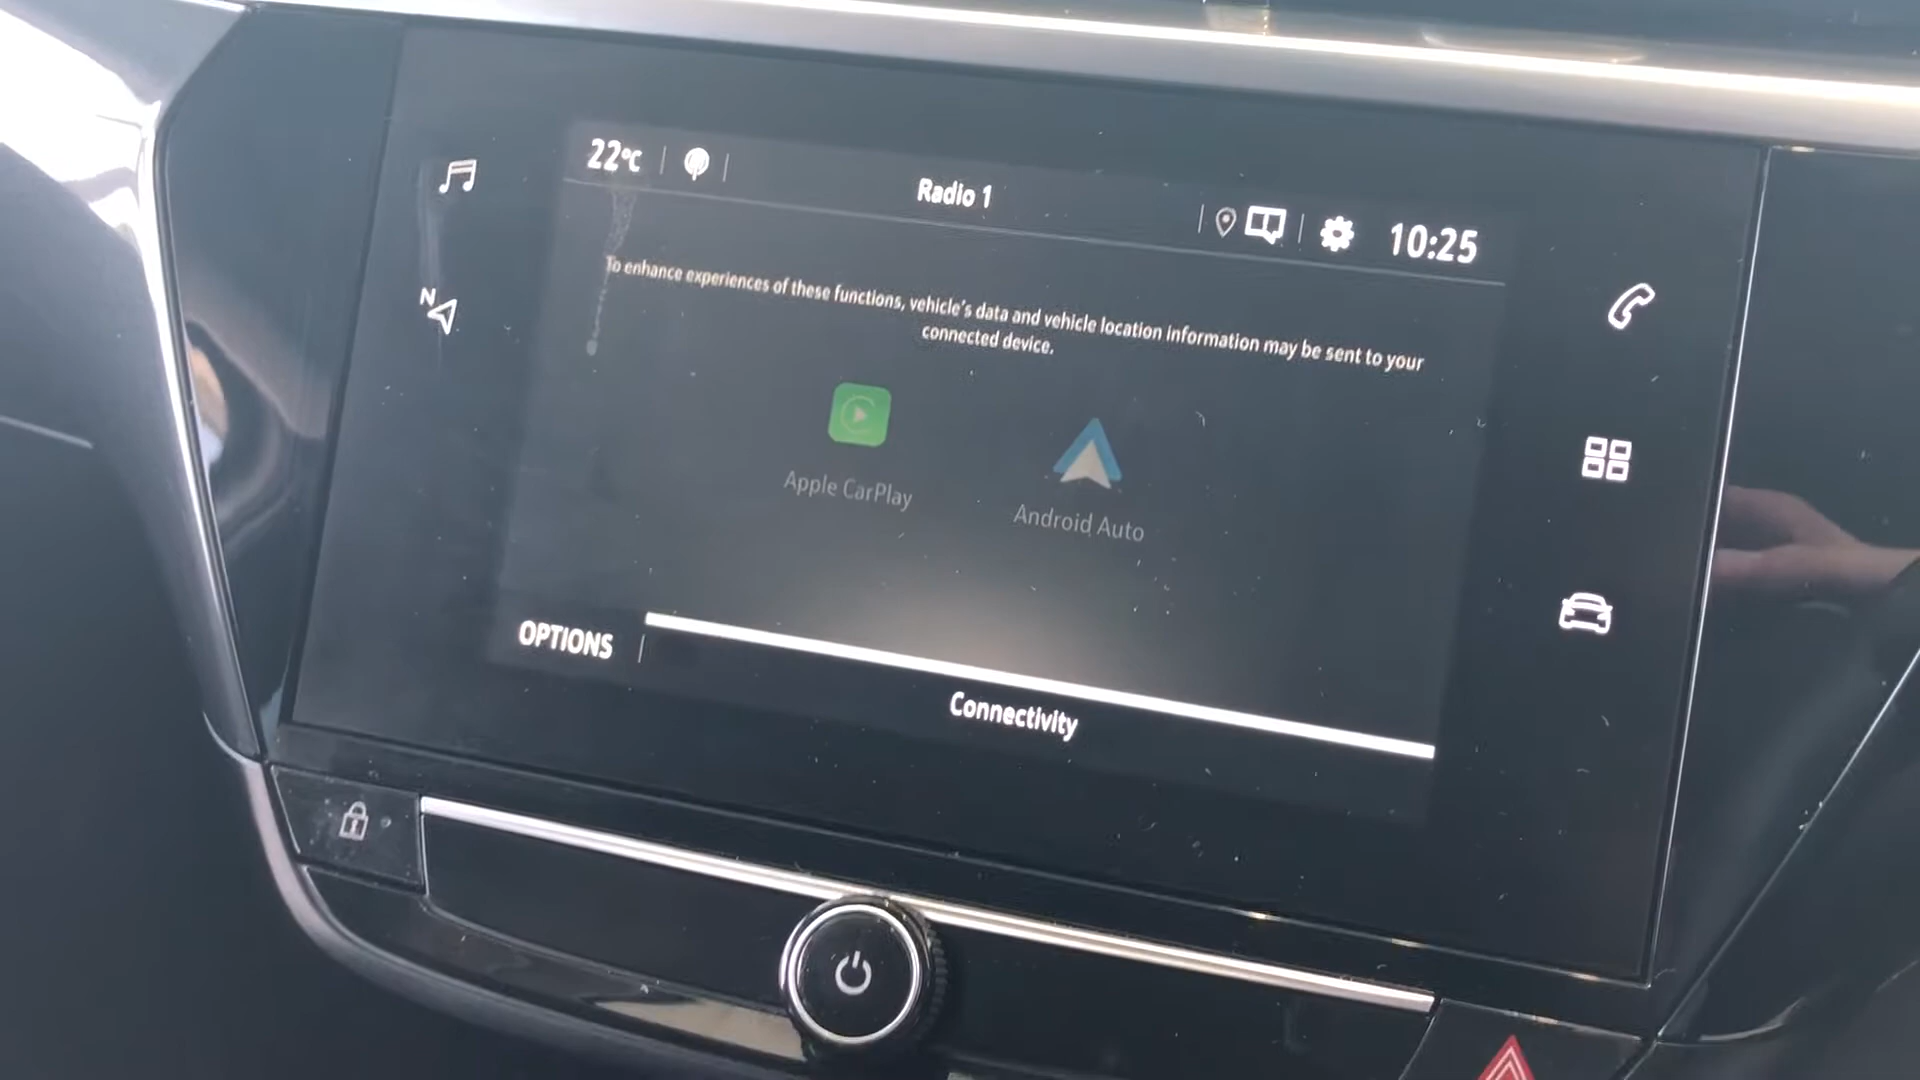 22°C
Radio 1
10:25
N
To enhance experiences of these functions, vehicle's data and vehicle location information may be sent to your
connected device.
Apple CarPlay
Android Auto
OPTIONS
Connectivity